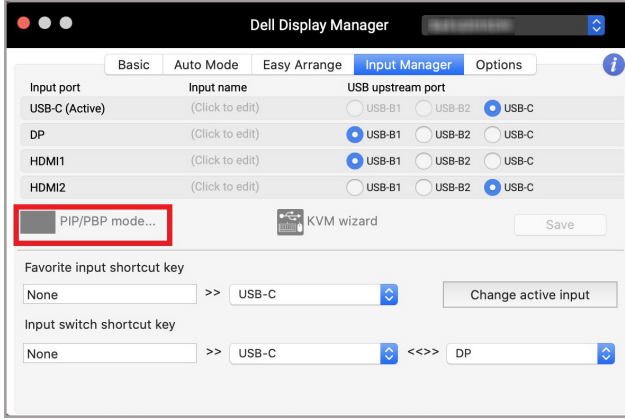 Dell Display Manager
Basic Auto Mode Easy Arrange Input Manager Options i
Input port Input name USB upstream port
USB-C (Active) (Click to edit) USB-B1 USB-B2 USB-C
DP (Click to edit) USB-B1 USB-B2 USB-C
HDMI1 (Click to edit) USB-B1 USB-B2 USB-C
HDMI2 (Click to edit) USB-B1 USB-B2 USB-C
PIP/PBP mode... KVM wizard Save
Favorite input shortcut key
None >> USB-C Change active input
Input switch shortcut key
None >> USB-C <<>> DP